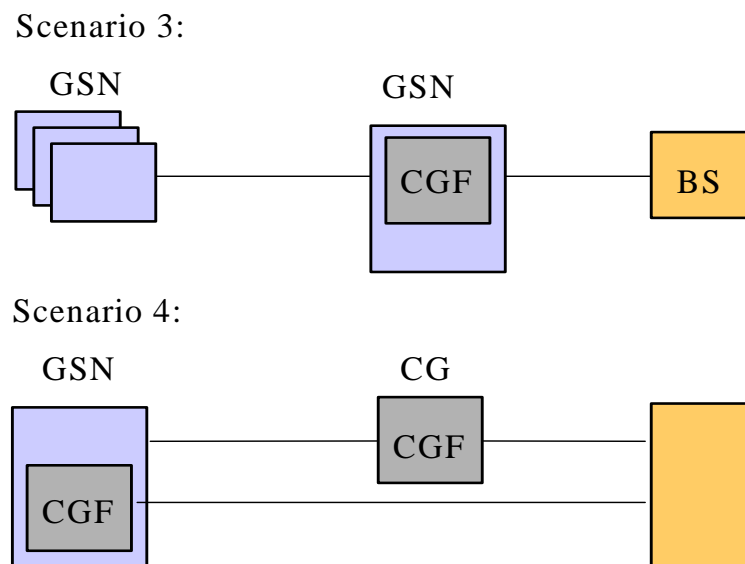 Scenario 3:
GSN
GSN
CGF
BS
Scenario 4:
GSN
CG
CGF
CGF